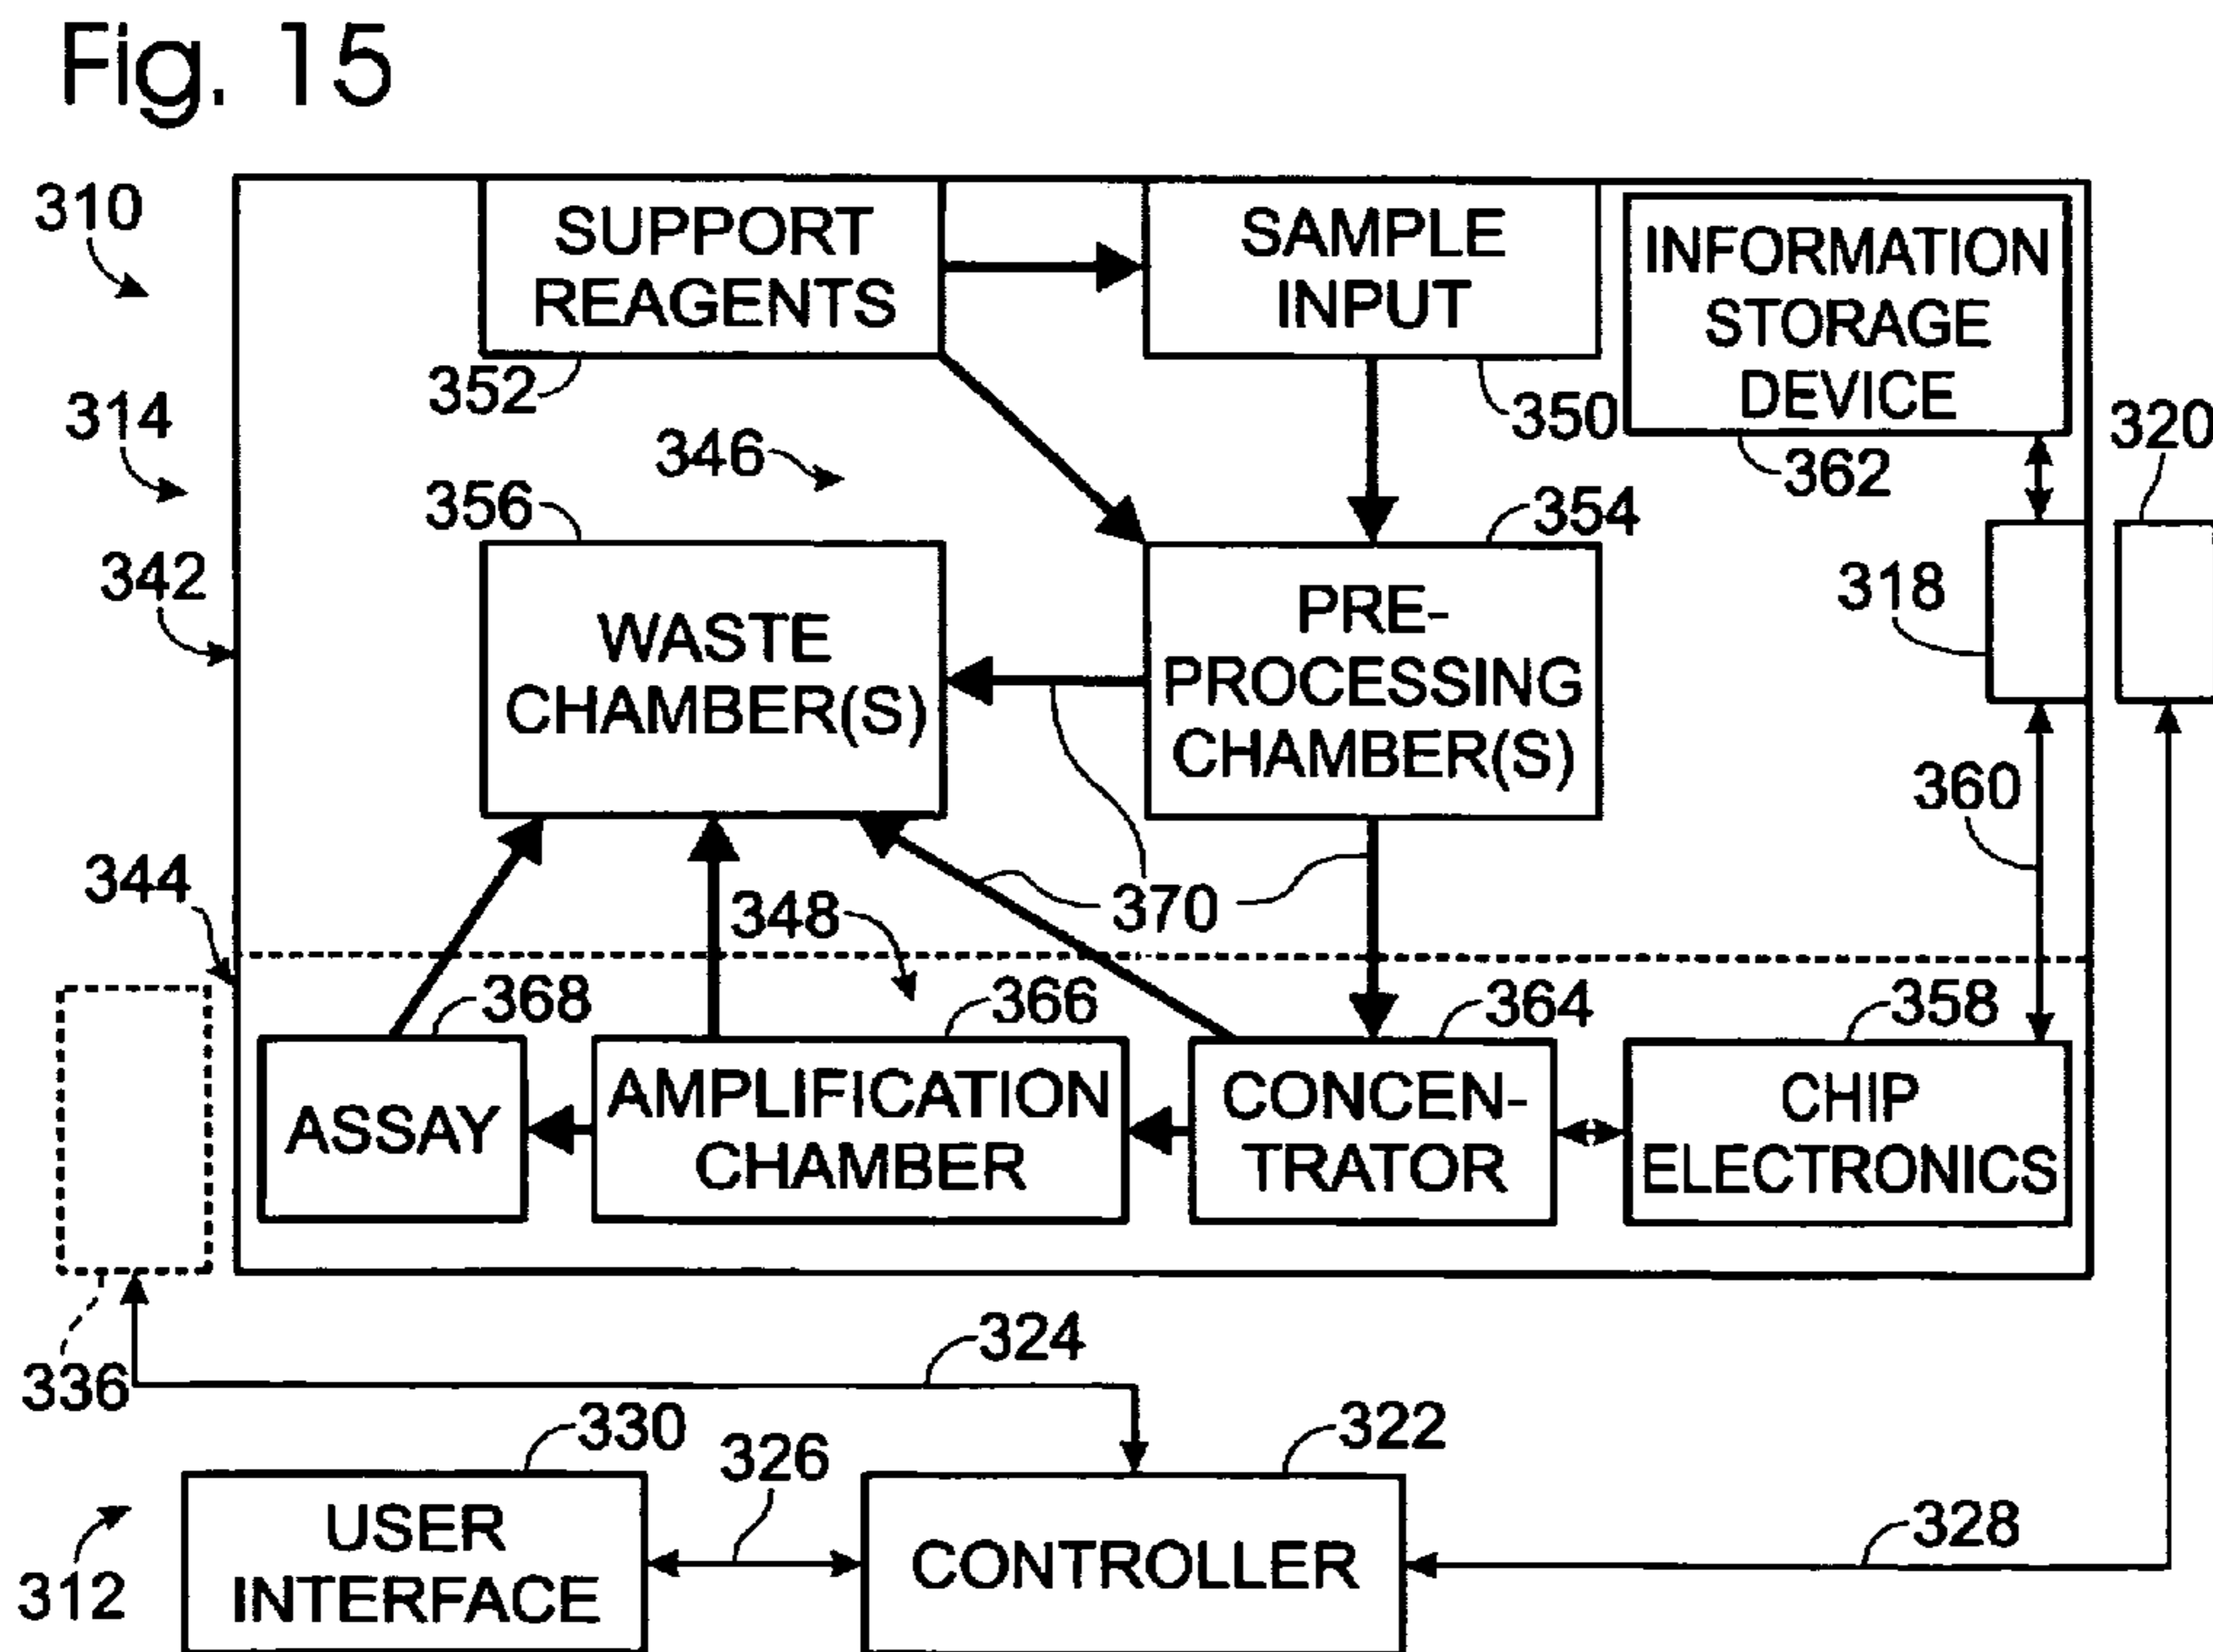 Fig. 15
310
SUPPORT
REAGENTS
SAMPLE
INPUT
INFORMATION
STORAGE
DEVICE
352
350
362
320
314
346
356
354
342
WASTE
CHAMBER(S)
PRE-
PROCESSING
CHAMBER(S)
318
360
344
348
370
368
366
364
358
ASSAY
AMPLIFICATION
CHAMBER
CONCEN-
TRATOR
CHIP
ELECTRONICS
336
324
330
326
322
328
312
USER
INTERFACE
CONTROLLER